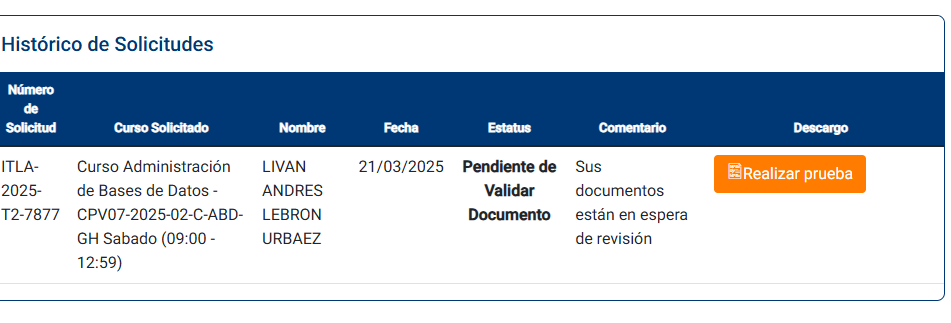 Histórico de Solicitudes
Número
de
Solicitud
Curso Solicitado
Nombre
Fecha
Estatus
Comentario
Descargo
ITLA-
2025-
T2-7877
Curso Administración
de Bases de Datos -
CPV07-2025-02-C-ABD-
GH Sabado (09:00 -
12:59)
LIVAN
ANDRES
LEBRON
URBAEZ
21/03/2025
Pendiente de
Validar
Documento
Sus
documentos
están en espera
de revisión
Realizar prueba